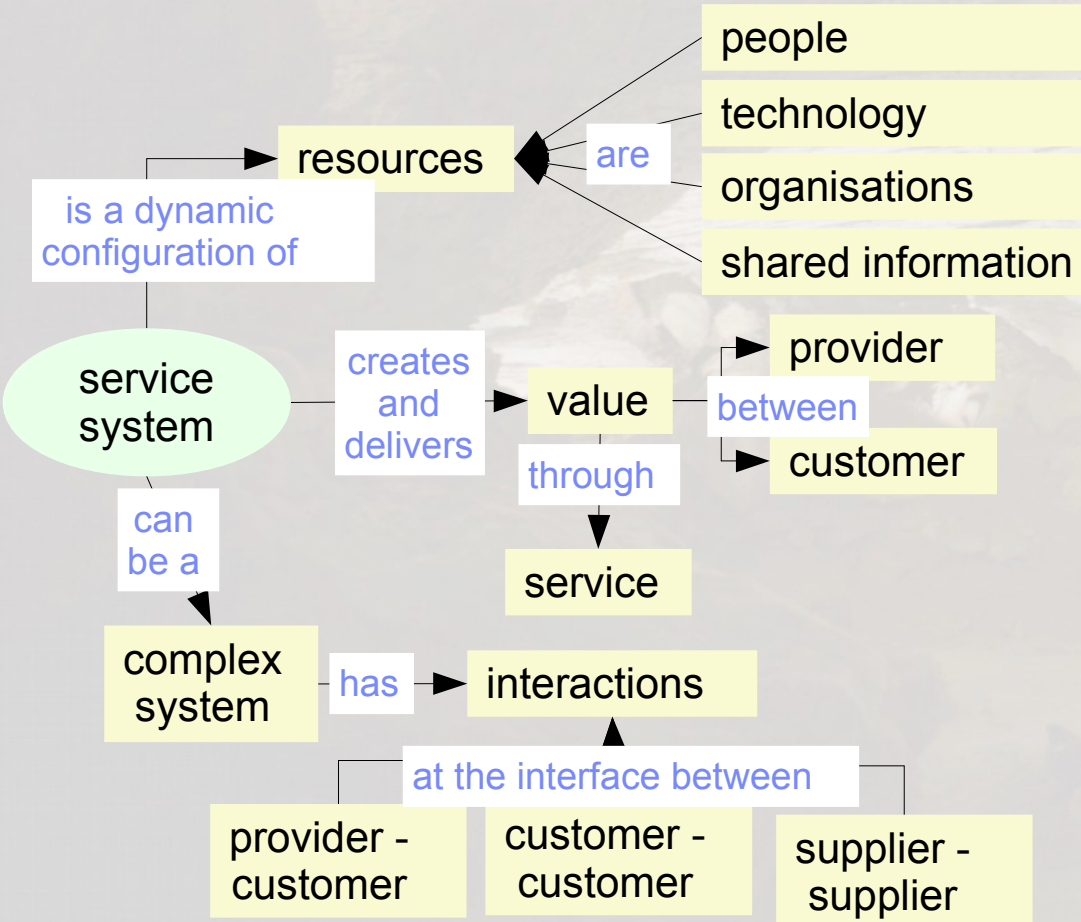 people
technology
resources
are
organisations
is a dynamic
configuration of
shared information
service
system
creates
and
delivers
value
between
provider
customer
through
service
can
be a
complex
system
has
interactions
at the interface between
provider -
customer
customer -
customer
supplier -
supplier